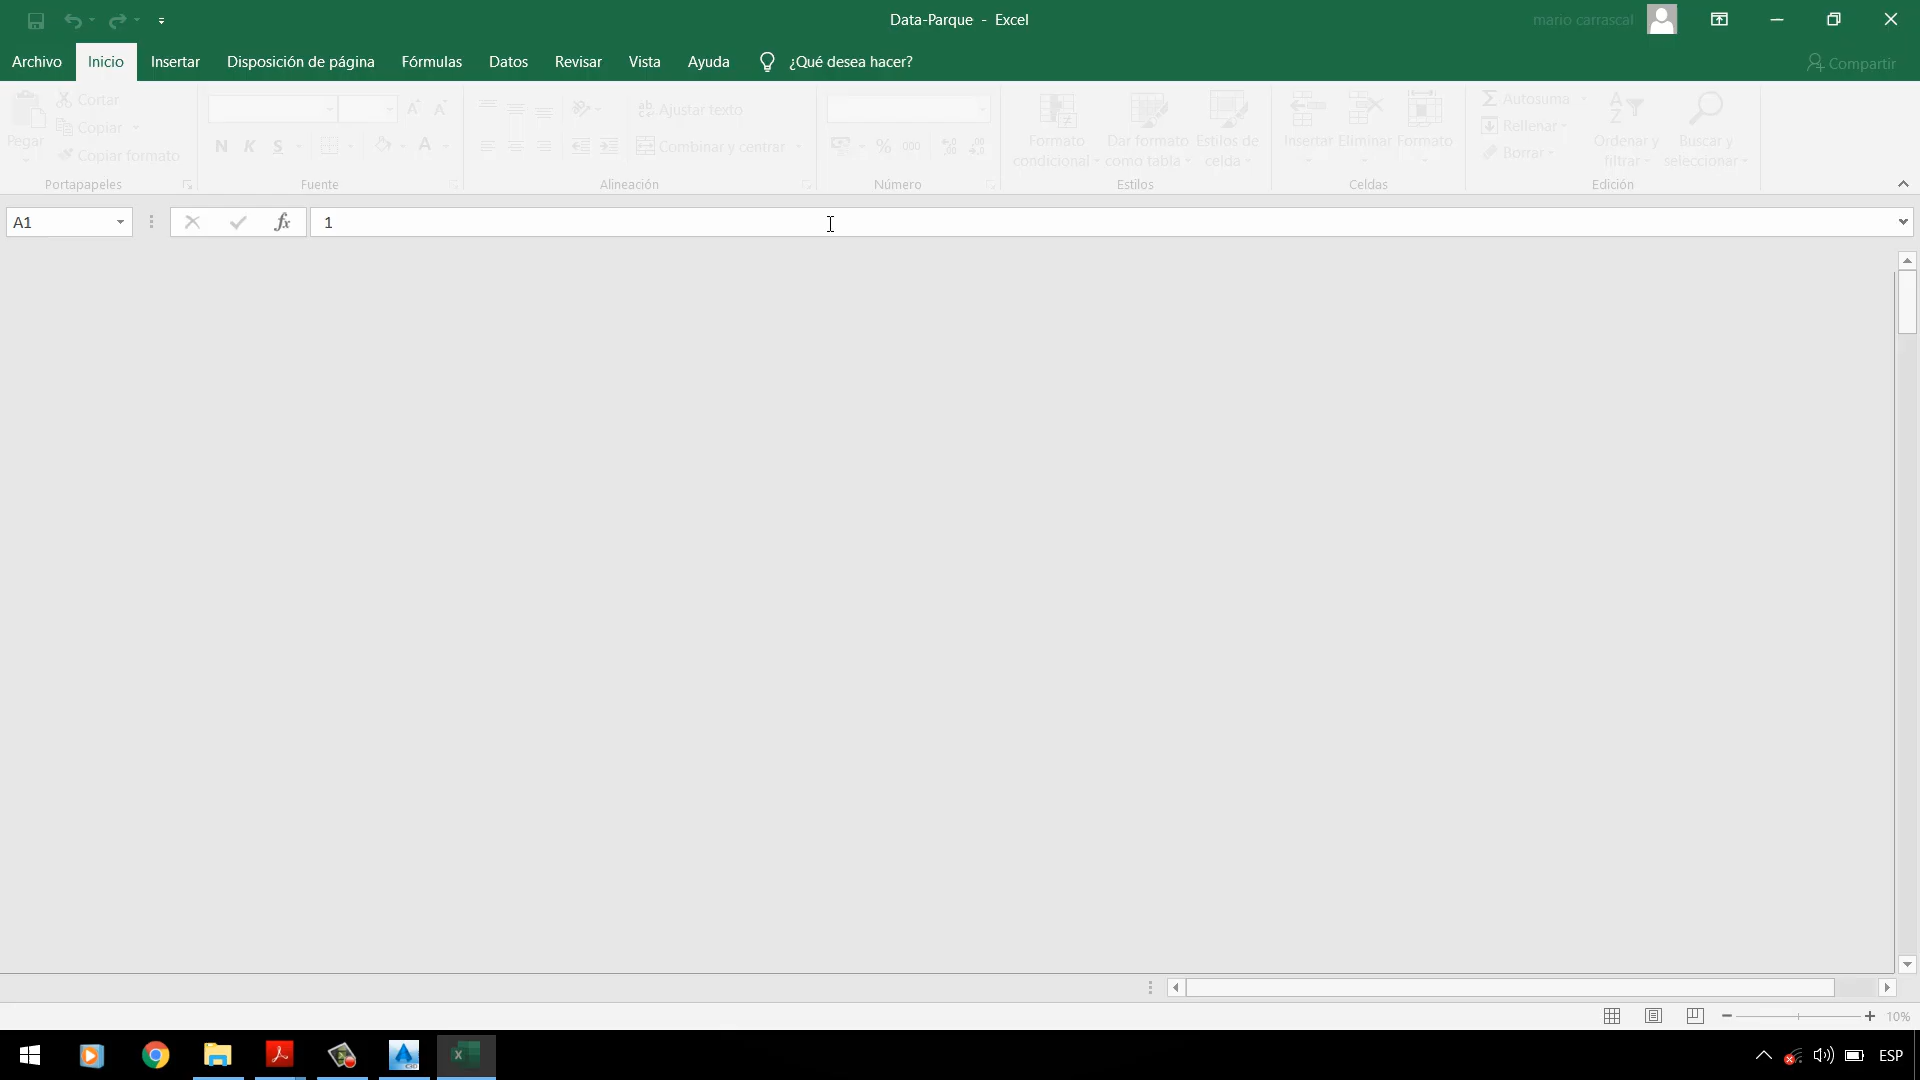 Data-Parque - Excel
mario carrascal
Archivo Inicio Insertar Disposición de página Fórmulas Datos Revisar Vista Ayuda ¿Qué desea hacer? Compartir
Pegar
Cortar
Copiar
Copiar formato
Portapapeles
N K S A
Fuente
Ajustar texto
Combinar y centrar
Alineación
% 000
Número
Formato condicional
Dar formato como tabla
Estilos de celda
Estilos
Insertar Eliminar Formato
Celdas
Autosuma
Rellenar
Borrar
Ordenar y filtrar
Buscar y seleccionar
Edición
A1 fx 1
10%
ESP